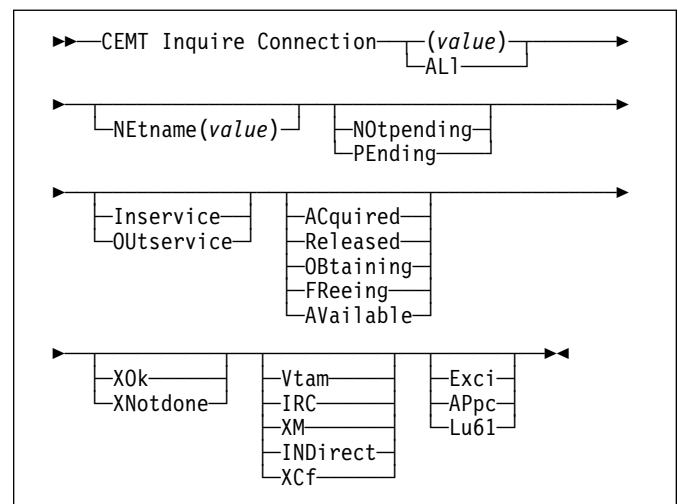 CEMT Inquire Connection (value)
ALl
NEtname(value) NOtpending
PEnding
Inservice ACquired
OUtservice Released
OBtaining
FReeing
AVailable
XOk Vtam Exci
XNotdone IRC APpc
XM Lu61
INDirect
XCf